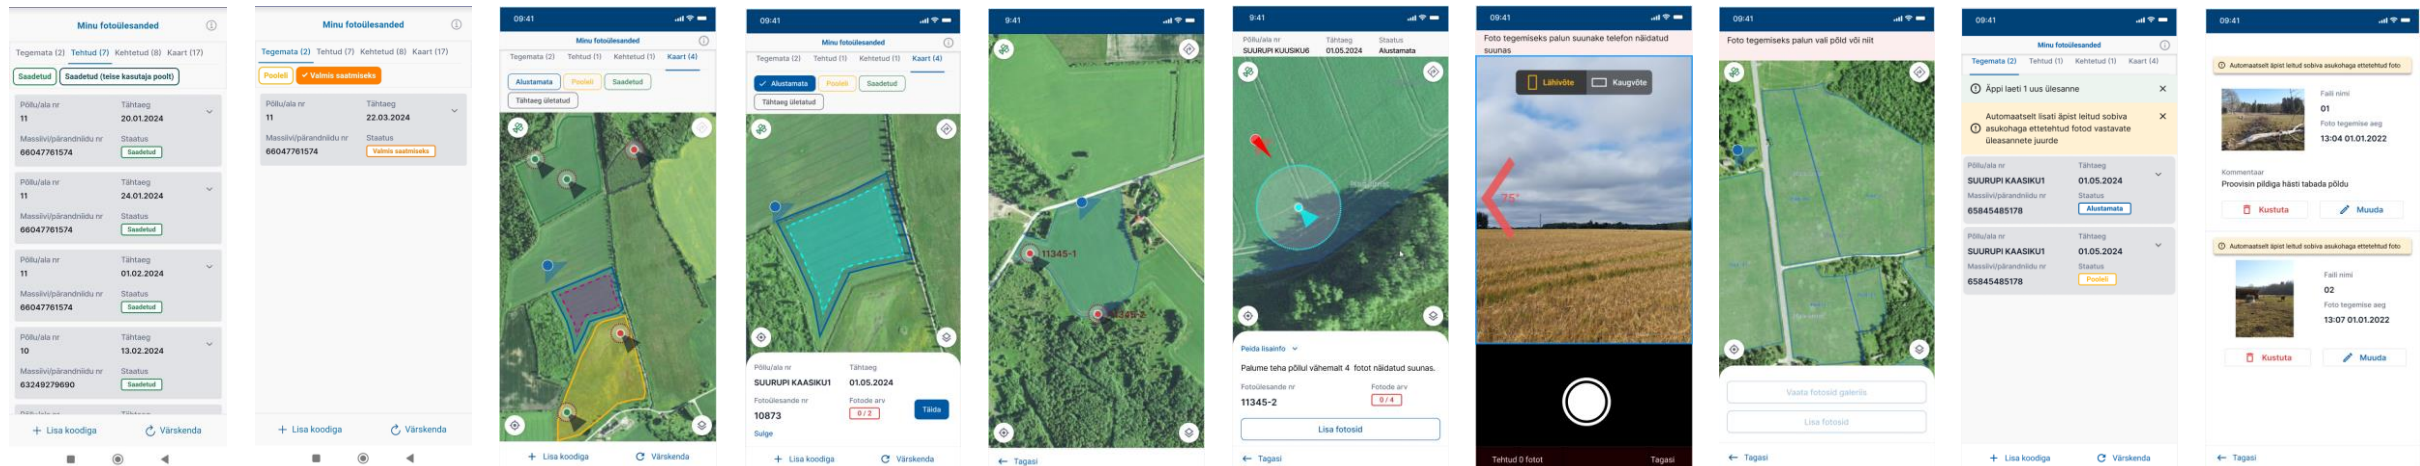 Minu fotoülesanded
Tegemata (2) Tehtud (7) Kehtetud (8) Kaart (17)
Saadetud Saadetud (teise kasutaja poolt)
Põllu/ala nr Tähtaeg
11 20.01.2024
Massiivi/pärandniidu nr Staatus
66047761574 Saadetud
Põllu/ala nr Tähtaeg
11 24.01.2024
Massiivi/pärandniidu nr Staatus
66047761574 Saadetud
Põllu/ala nr Tähtaeg
11 01.02.2024
Massiivi/pärandniidu nr Staatus
66047761574 Saadetud
Põllu/ala nr Tähtaeg
10 13.02.2024
Massiivi/pärandniidu nr Staatus
63249279690 Saadetud
Põllu/ala nr Tähtaeg
+ Lisa koodiga Värskenda
Minu fotoülesanded
Tegemata (2) Tehtud (7) Kehtetud (8) Kaart (17)
Pooleli ✓ Valmis saatmiseks
Põllu/ala nr Tähtaeg
11 22.03.2024
Massiivi/pärandniidu nr Staatus
66047761574 Valmis saatmiseks
+ Lisa koodiga Värskenda
09:41
Minu fotoülesanded
Tegemata (2) Tehtud (1) Kehtetud (1) Kaart (4)
Alustamata Pooleli Saadetud
Tähtaeg ületatud
+ Lisa koodiga Värskenda
09:41
Minu fotoülesanded
Tegemata (2) Tehtud (1) Kehtetud (1) Kaart (4)
✓ Alustamata Pooleli Saadetud
Tähtaeg ületatud
Põllu/ala nr Tähtaeg
SUURUPI KAASIKU1 01.05.2024
Fotoülesande nr Fotode arv
10873 0 / 2 Täida
Sulge
+ Lisa koodiga Värskenda
9:41
11345-1
11345-2
← Tagasi
9:41
Põllu/ala nr Tähtaeg Staatus
SUURUPI KUUSIKU6 01.05.2024 Alustamata
Peida lisainfo
Palume teha põllul vähemalt 4 fotot näidatud suunas.
Fotoülesande nr Fotode arv
11345-2 0 / 4
Lisa fotosid
← Tagasi
09:41
Foto tegemiseks palun suunake telefon näidatud
suunas
Lähivõte Kaugvõte
75°
Tehtud 0 fotot Tagasi
09:41
Foto tegemiseks palun vali põld või niit
Vaata fotosid galeriis
Lisa fotosid
← Tagasi
09:41
Minu fotoülesanded
Tegemata (2) Tehtud (1) Kehtetud (1) Kaart (4)
Äppi laeti 1 uus ülesanne
Automaatselt lisati äpist leitud sobiva
asukohaga ettetehtud fotod vastavate
üleasannete juurde
Põllu/ala nr Tähtaeg
SUURUPI KAASIKU1 01.05.2024
Massiivi/pärandniidu nr Staatus
65845485178 Alustamata
Põllu/ala nr Tähtaeg
SUURUPI KAASIKU1 01.05.2024
Massiivi/pärandniidu nr Staatus
65845485178 Pooleli
+ Lisa koodiga Värskenda
09:41
Automaatselt äpist leitud sobiva asukohaga ettetehtud foto
Faili nimi
01
Foto tegemise aeg
13:04 01.01.2022
Kommentaar
Proovisin pildiga hästi tabada põldu
Kustuta Muuda
Automaatselt äpist leitud sobiva asukohaga ettetehtud foto
Faili nimi
02
Foto tegemise aeg
13:07 01.01.2022
Kustuta Muuda
← Tagasi